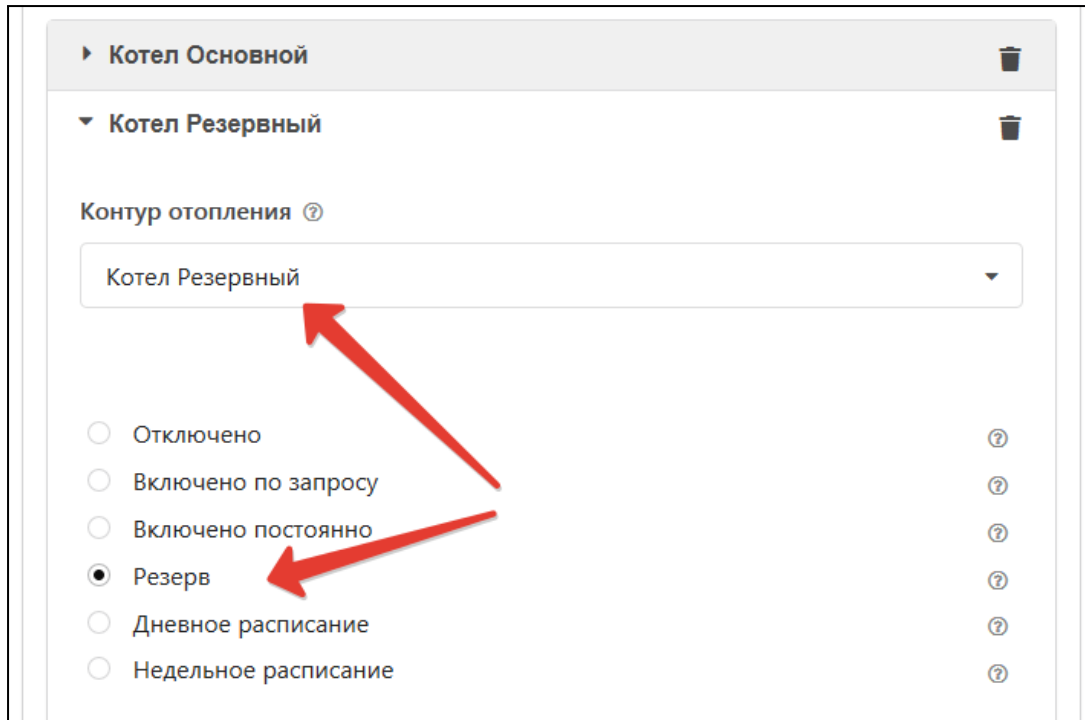 Котел Основной
Котел Резервный
Контур отопления
Котел Резервный
Отключено
Включено по запросу
Включено постоянно
Резерв
Дневное расписание
Недельное расписание